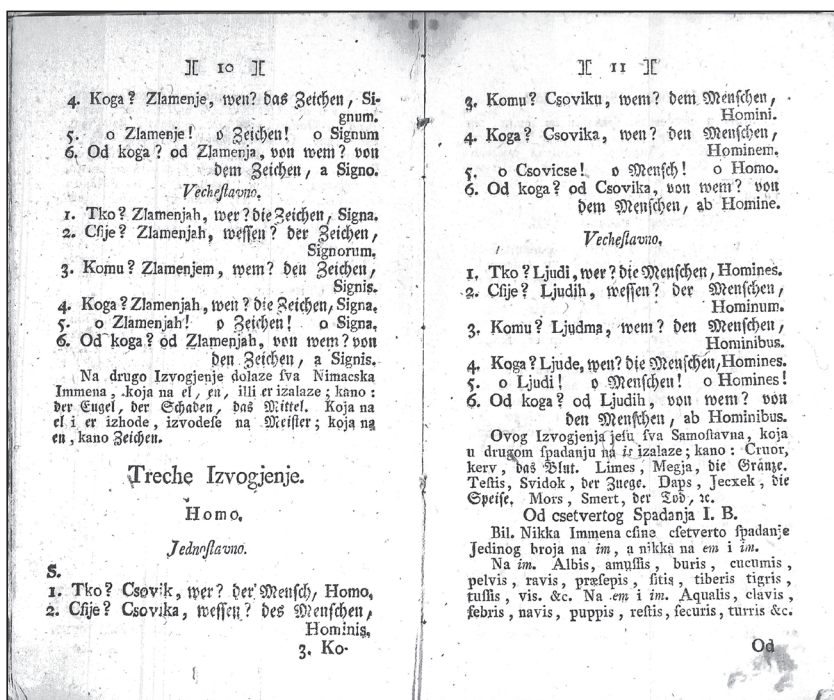 ][ 10 ][
4. Koga? Zlamenje, wen? das Zeichen, Si-
gnum.
5. o Zlamenje! o Zeichen! o Signum
6. Od koga? od Zlamenja, von wem? von
dem Zeichen, a Signo.
Vecheſlavno,
1. Tko? Zlamenjah, wer? die Zeichen, Signa.
2. Cſije? Zlamenjah, weſſen? der Zeichen,
Signorum,
3. Komu? Zlamenjem, wem? den Zeichen,
Signis.
4. Koga? Zlamenjah, wen? die Zeichen, Signa,
5. o Zlamenjah! o Zeichen! o Signa,
6. Od koga? od Zlamenjah, von wem? von
den Zeichen, a Signis.
Na drugo Izvogjenje dolaze ſva Nimacska
Immena, koja na el, en, illi er izalaze; kano:
der Engel, der Schaden, das Mittel. Koja na
el i er izhode, izvodeſe na Meiſter; koja na
en, kano Zeichen.
Treche Izvogjenje.
Homo,
Jednoſlavno.
S.
1. Tko? Csovik, wer? der Menſch, Homo,
2. Cſije? Csovika, weſſen? des Menſchen,
Hominis,
3. Ko-
][ 11 ][
3. Komu? Csoviku, wem? dem Menſchen,
Homini.
4. Koga? Csovika, wen? den Menſchen,
Hominem,
5. o Csovicse! o Menſch! o Homo.
6. Od koga? od Csovika, von wem? von
dem Menſchen, ab Homine.
Vecheſlavno,
1. Tko? Ljudi, wer? die Menſchen, Homines.
2. Cſije? Ljudih, weſſen? der Menſchen,
Hominum.
3. Komu? Ljudma, wem? den Menſchen,
Hominibus.
4. Koga? Ljude, wen? die Menſchen, Homines.
5. o Ljudi! o Menſchen! o Homines!
6. Od koga? od Ljudih, von wem? von
den Menſchen, ab Hominibus.
Ovog Izvogjenja jeſu ſva Samoſtavna, koja
u drugom ſpadanju na is izalaze; kano: Cruor,
kerv, das Blut. Limes, Megja, die Gränze.
Teſtis, Svidok, der Zuege. Daps, Jecxek, die
Speiſe. Mors, Smert, der Tod, ꝛc.
Od csetvertog Spadanja I. B.
Bil. Nikka Immena cſine cſetverto ſpadanje
Jedinog broja na im, a nikka na em i im.
Na im. Albis, amuſſis, buris, cucumis,
pelvis, ravis, præſepis, ſitis, tiberis tigris,
tuſſis, vis. &c. Na em i im. Aqualis, clavis,
febris, navis, puppis, reſtis, ſecuris, turris &c.
Od